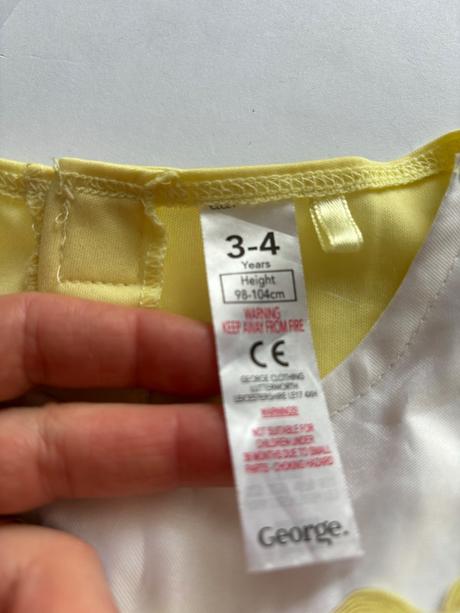 3-4
Years
Height
98-104cm
WARNING
KEEP AWAY FROM FIRE
CE
GEORGE CLOTHING
LUTTERWORTH
LEICESTERSHIRE LE17 4XH
WARNINGS!
NOT SUITABLE FOR
CHILDREN UNDER
36 MONTHS DUE TO SMALL
PARTS - CHOKING HAZARD
George.